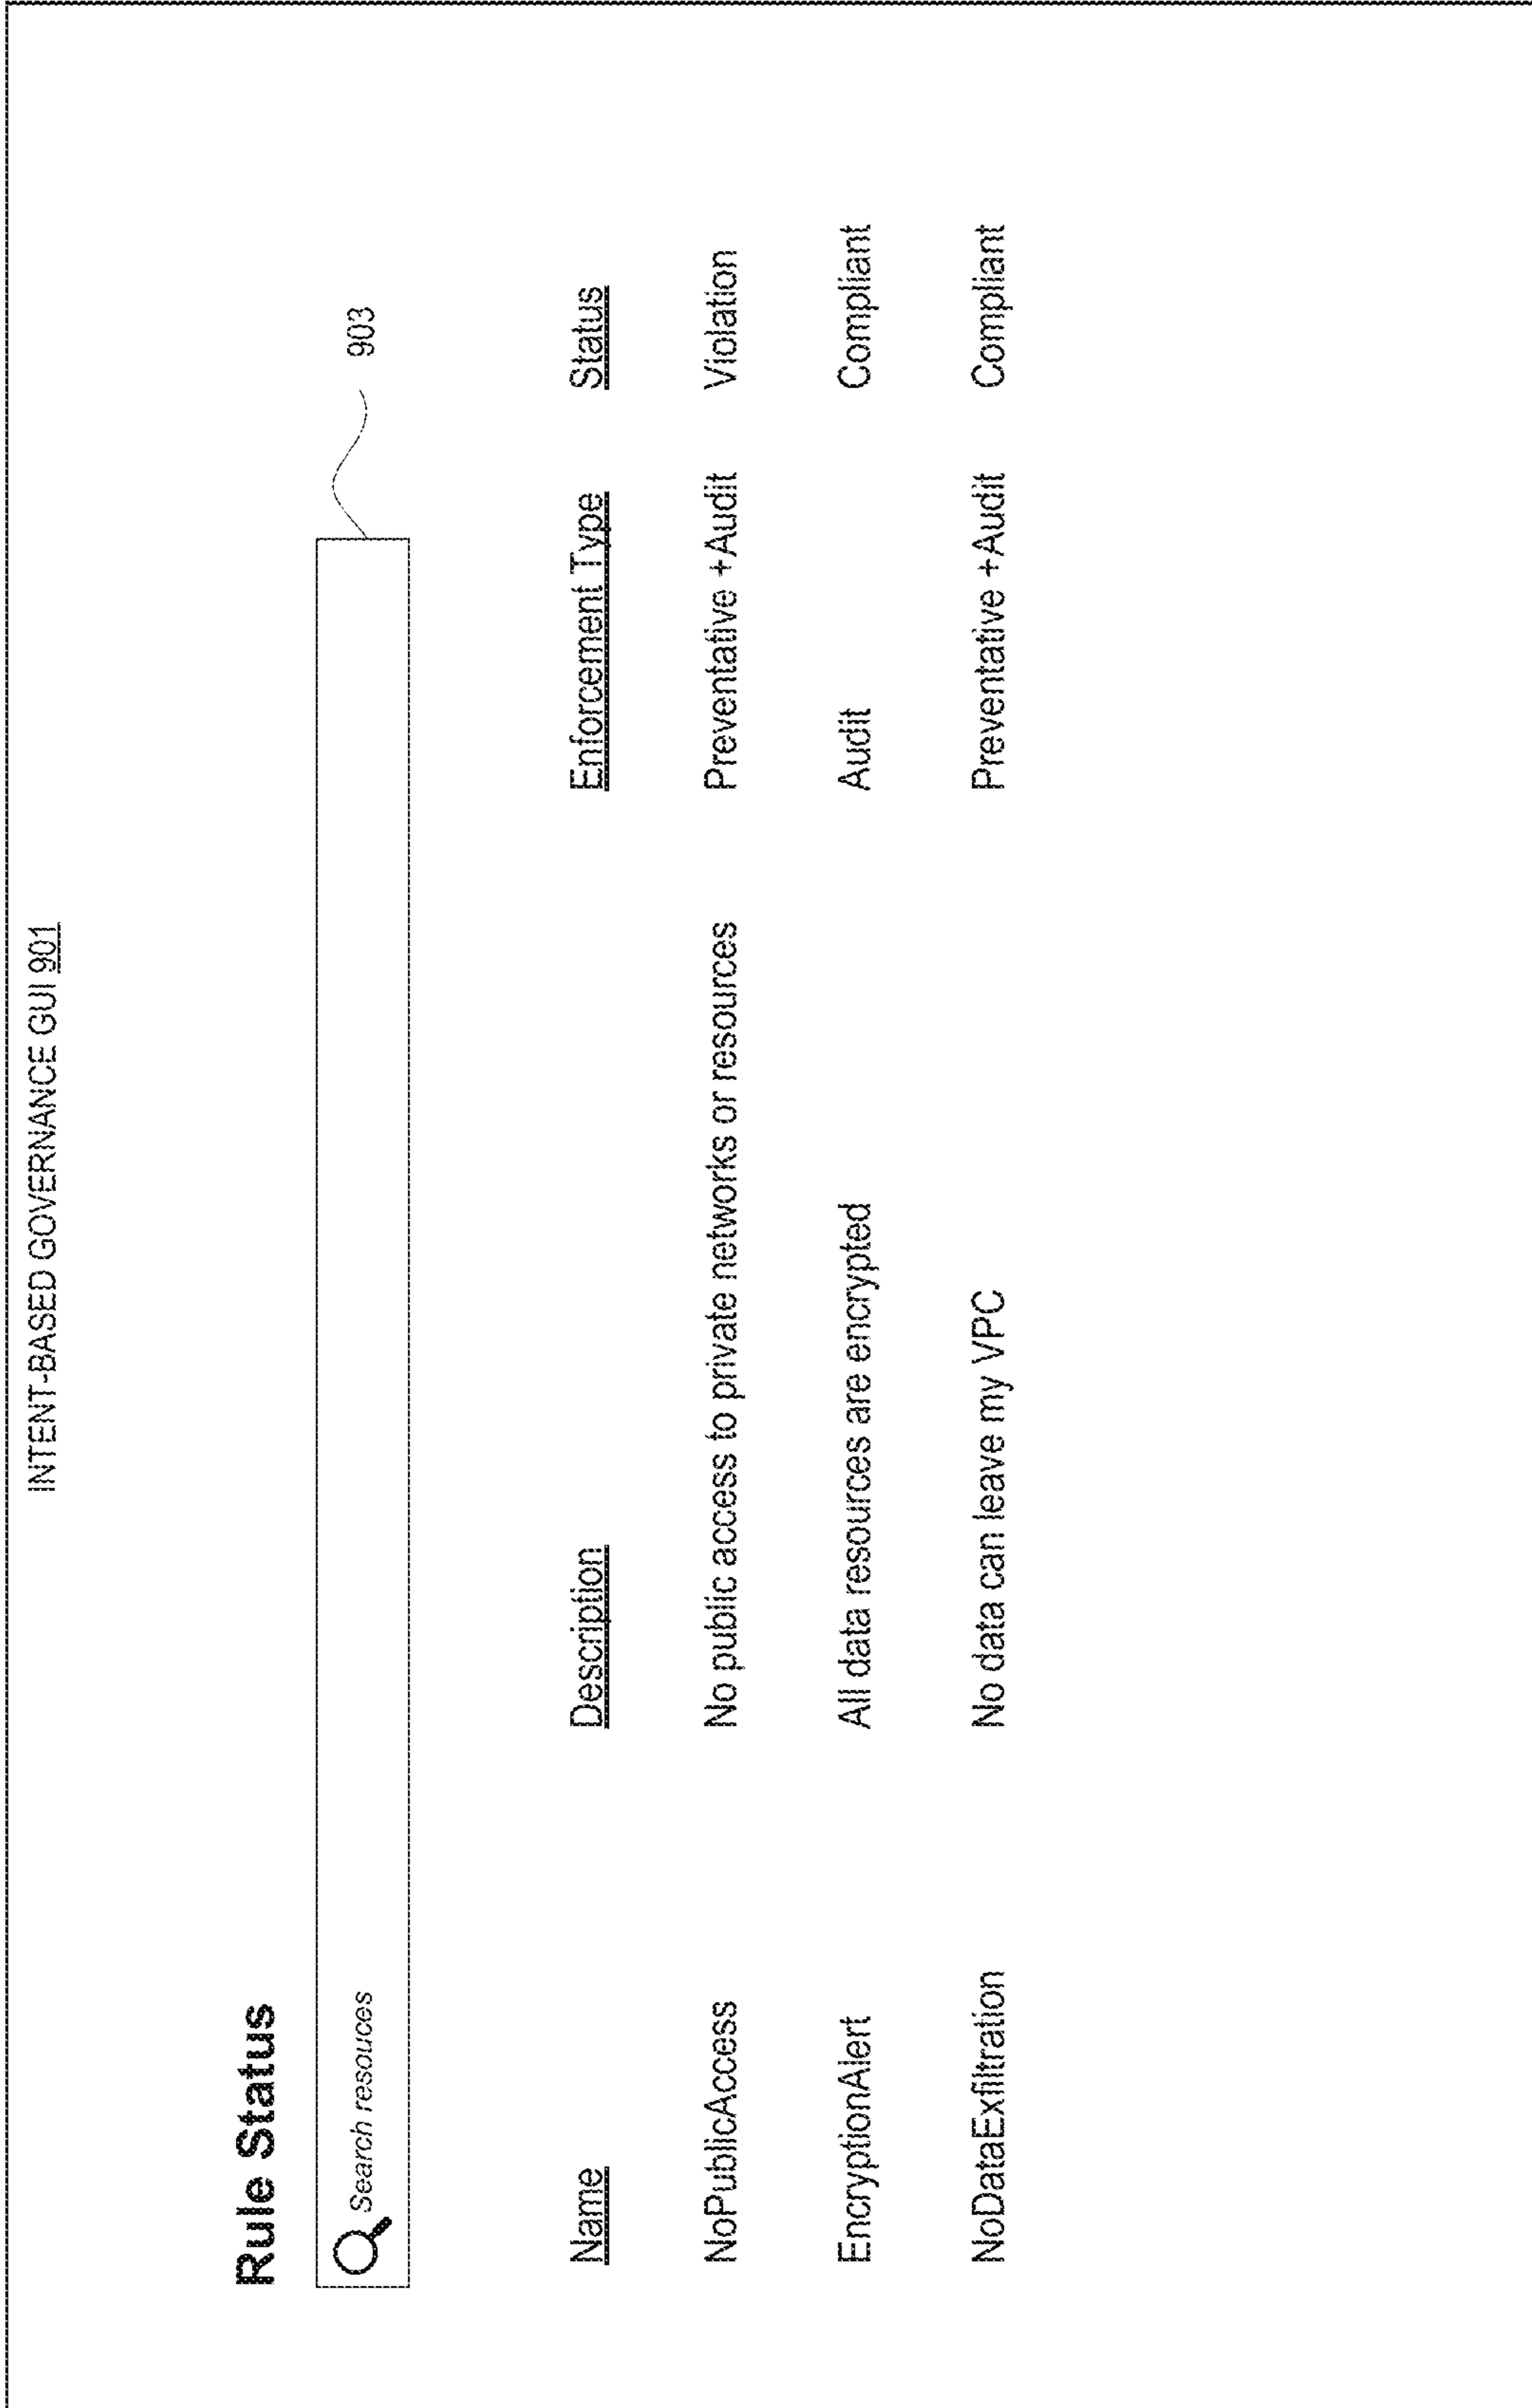 INTENT-BASED GOVERNANCE GUI 901
Rule Status
Search resouces
903
Name Description Enforcement Type Status
NoPublicAccess No public access to private networks or resources Preventative +Audit Violation
EncryptionAlert All data resources are encrypted Audit Compliant
NoDataExfiltration No data can leave my VPC Preventative +Audit Compliant